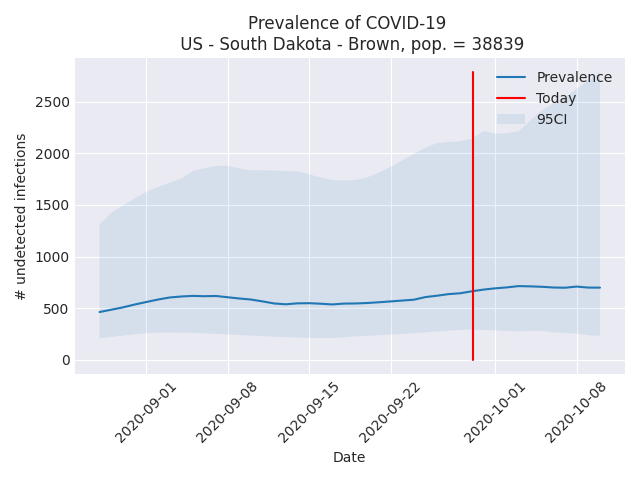 Prevalence of COVID-19
US - South Dakota - Brown, pop. = 38839
Prevalence
Today
95CI
# undetected infections
2500
2000
1500
1000
500
0
2020-09-01
2020-09-08
2020-09-15
2020-09-22
2020-10-01
2020-10-08
Date